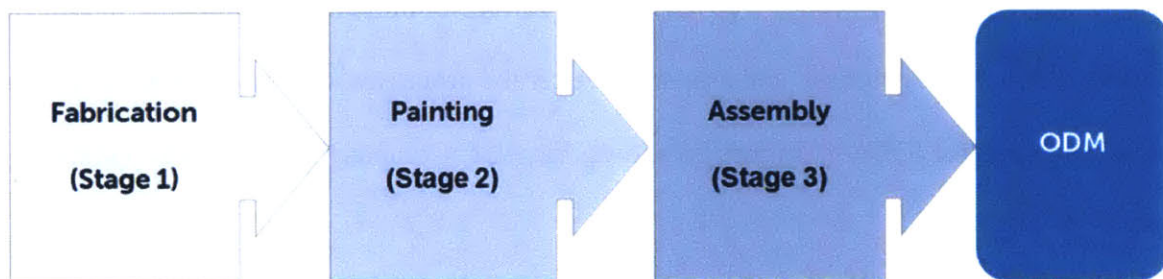 Fabrication
(Stage 1)
Painting
(Stage 2)
Assembly
(Stage 3)
ODM